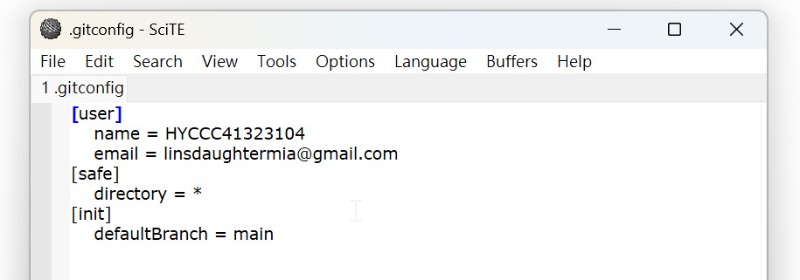 .gitconfig - SciTE
File Edit Search View Tools Options Language Buffers Help
1 .gitconfig
[user]
name = HYCCC41323104
email = linsdaughtermia@gmail.com
[safe]
directory = *
[init]
defaultBranch = main